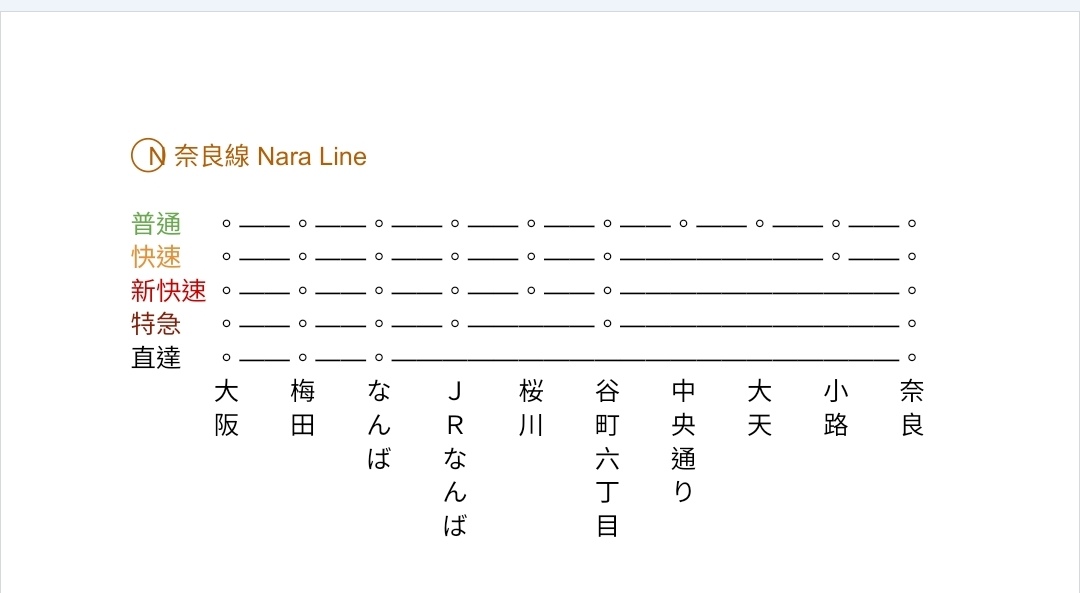 N 奈良線 Nara Line
普通 。——。——。——。——。——。——。——。——。——。
快速 。——。——。——。——。——。————————。——。
新快速 。——。——。——。——。——。———————————。
特急 。——。——。——。—————。———————————。
直達 。——。——。————————————————————。
大阪
梅田
なんば
JRなんば
桜川
谷町六丁目
中央通り
大天
小路
奈良